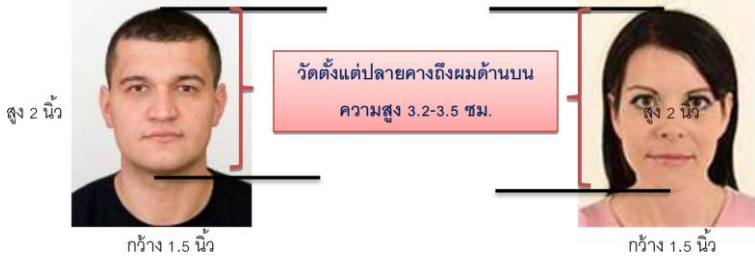 วัดตั้งแต่ปลายคางถึงผมด้านบน
ความสูง 3.2-3.5 ซม.
สูง 2 นิ้ว
สูง 2 นิ้ว
กว้าง 1.5 นิ้ว
กว้าง 1.5 นิ้ว